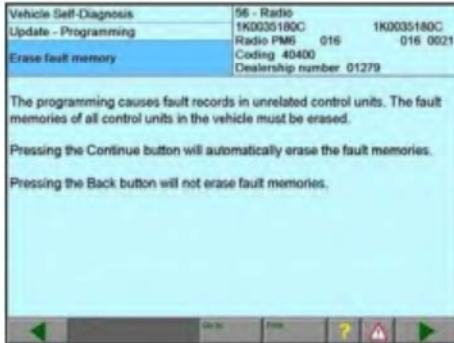 Vehicle Self-Diagnosis
Update - Programming
Erase fault memory
56 - Radio
1K0035180C 1K0035180C
Radio PM6 016 016 0021
Coding 40400
Dealership number 01279
The programming causes fault records in unrelated control units. The fault
memories of all control units in the vehicle must be erased.
Pressing the Continue button will automatically erase the fault memories.
Pressing the Back button will not erase fault memories.
Go to
Print
?